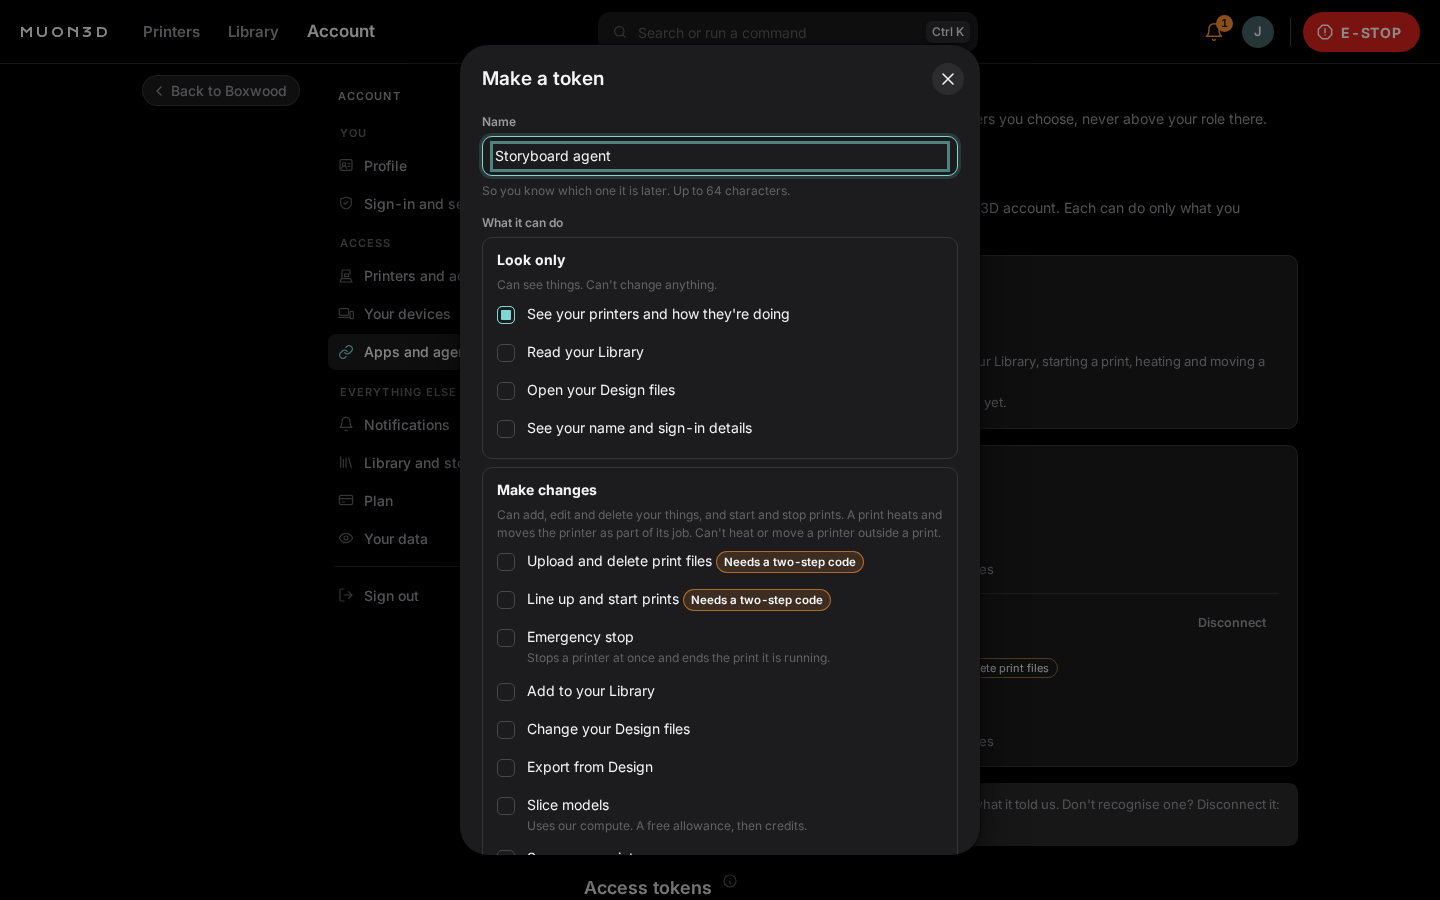 MUON3D
Printers
Library
Account
Search or run a command
Ctrl K
1
J
E-STOP
Back to Boxwood
ACCOUNT
YOU
Profile
Sign-in and se
ACCESS
Printers and a
Your devices
Apps and age
EVERYTHING ELSE
Notifications
Library and sto
Plan
Your data
Sign out
Make a token
Name
Storyboard agent
So you know which one it is later. Up to 64 characters.
What it can do
Look only
Can see things. Can't change anything.
See your printers and how they're doing
Read your Library
Open your Design files
See your name and sign-in details
Make changes
Can add, edit and delete your things, and start and stop prints. A print heats and
moves the printer as part of its job. Can't heat or move a printer outside a print.
Upload and delete print files Needs a two-step code
Line up and start prints Needs a two-step code
Emergency stop
Stops a printer at once and ends the print it is running.
Add to your Library
Change your Design files
Export from Design
Slice models
Uses our compute. A free allowance, then credits.
ers you choose, never above your role there.
3D account. Each can do only what you
ur Library, starting a print, heating and moving a
yet.
es
Disconnect
ete print files
es
what it told us. Don't recognise one? Disconnect it:
Access tokens